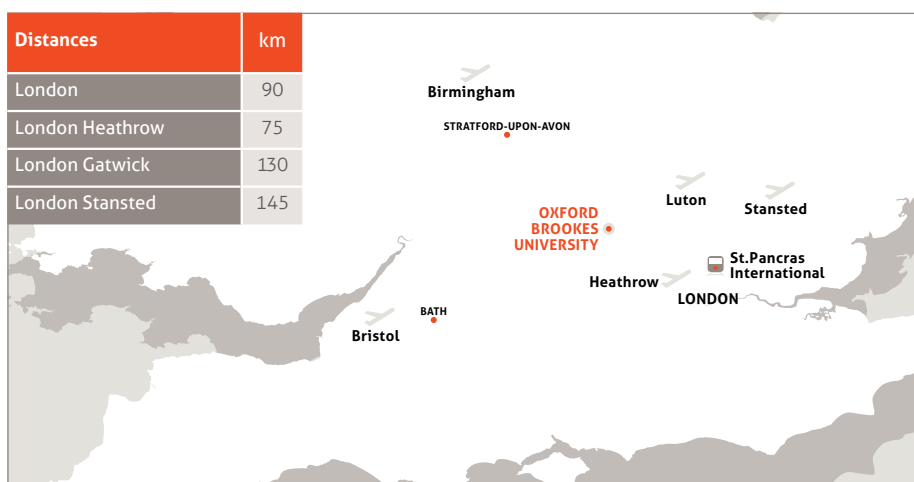 Distances km
London 90
London Heathrow 75
London Gatwick 130
London Stansted 145
Birmingham
STRATFORD-UPON-AVON
Luton
Stansted
OXFORD
BROOKES
UNIVERSITY
St.Pancras
International
Heathrow
LONDON
BATH
Bristol